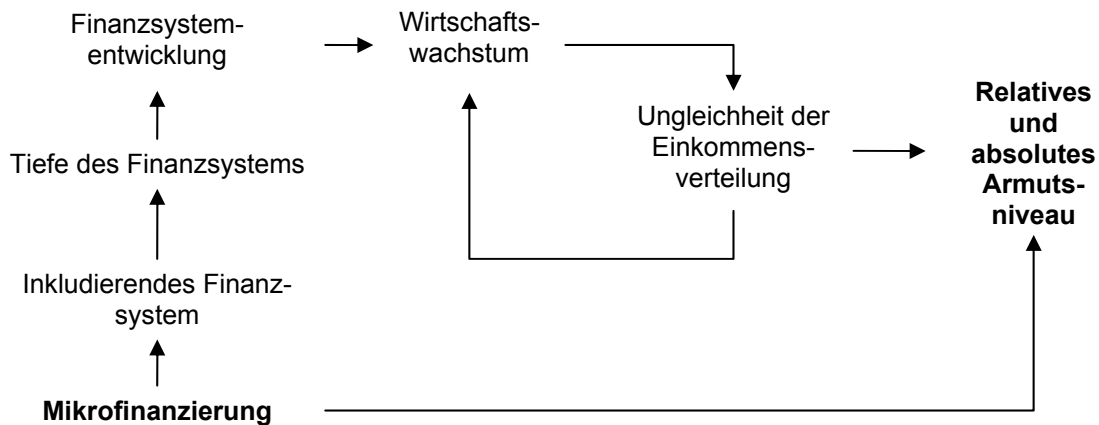 Finanzsystem-
entwicklung
Wirtschafts-
wachstum
Ungleichheit der
Einkommens-
verteilung
Relatives
und
absolutes
Armuts-
niveau
Tiefe des Finanzsystems
Inkludierendes Finanz-
system
Mikrofinanzierung